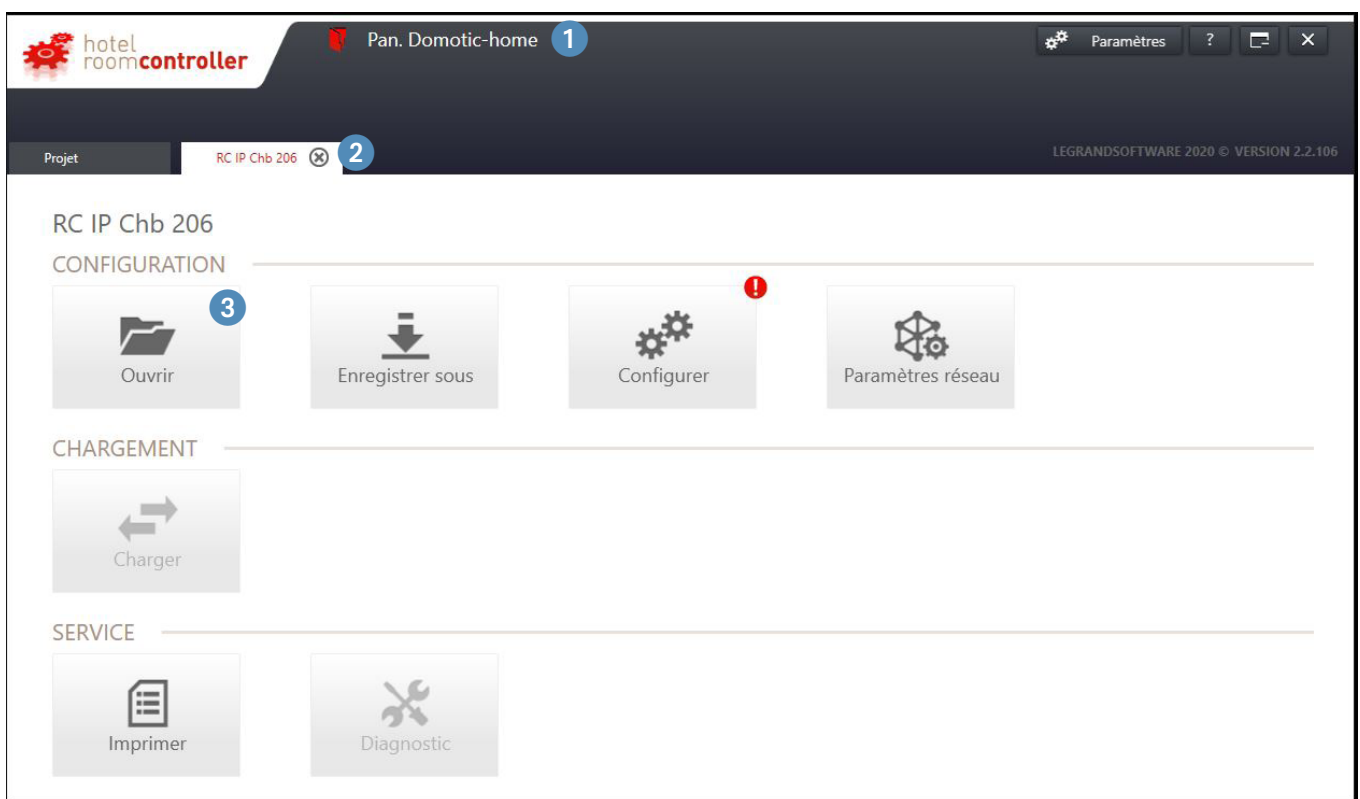 hotel
roomcontroller
Pan. Domotic-home 1
Paramètres ?
Projet
RC IP Chb 206 2
LEGRANDSOFTWARE 2020 © VERSION 2.2.106
RC IP Chb 206
CONFIGURATION
3
!
Ouvrir
Enregistrer sous
Configurer
Paramètres réseau
CHARGEMENT
Charger
SERVICE
Imprimer
Diagnostic